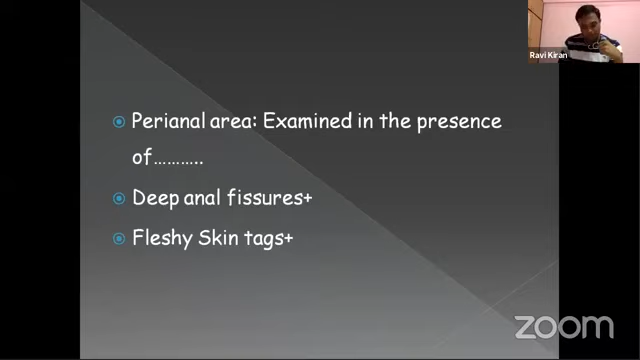 Ravi Kiran
Perianal area: Examined in the presence
of………..
Deep anal fissures+
Fleshy Skin tags+
zoom